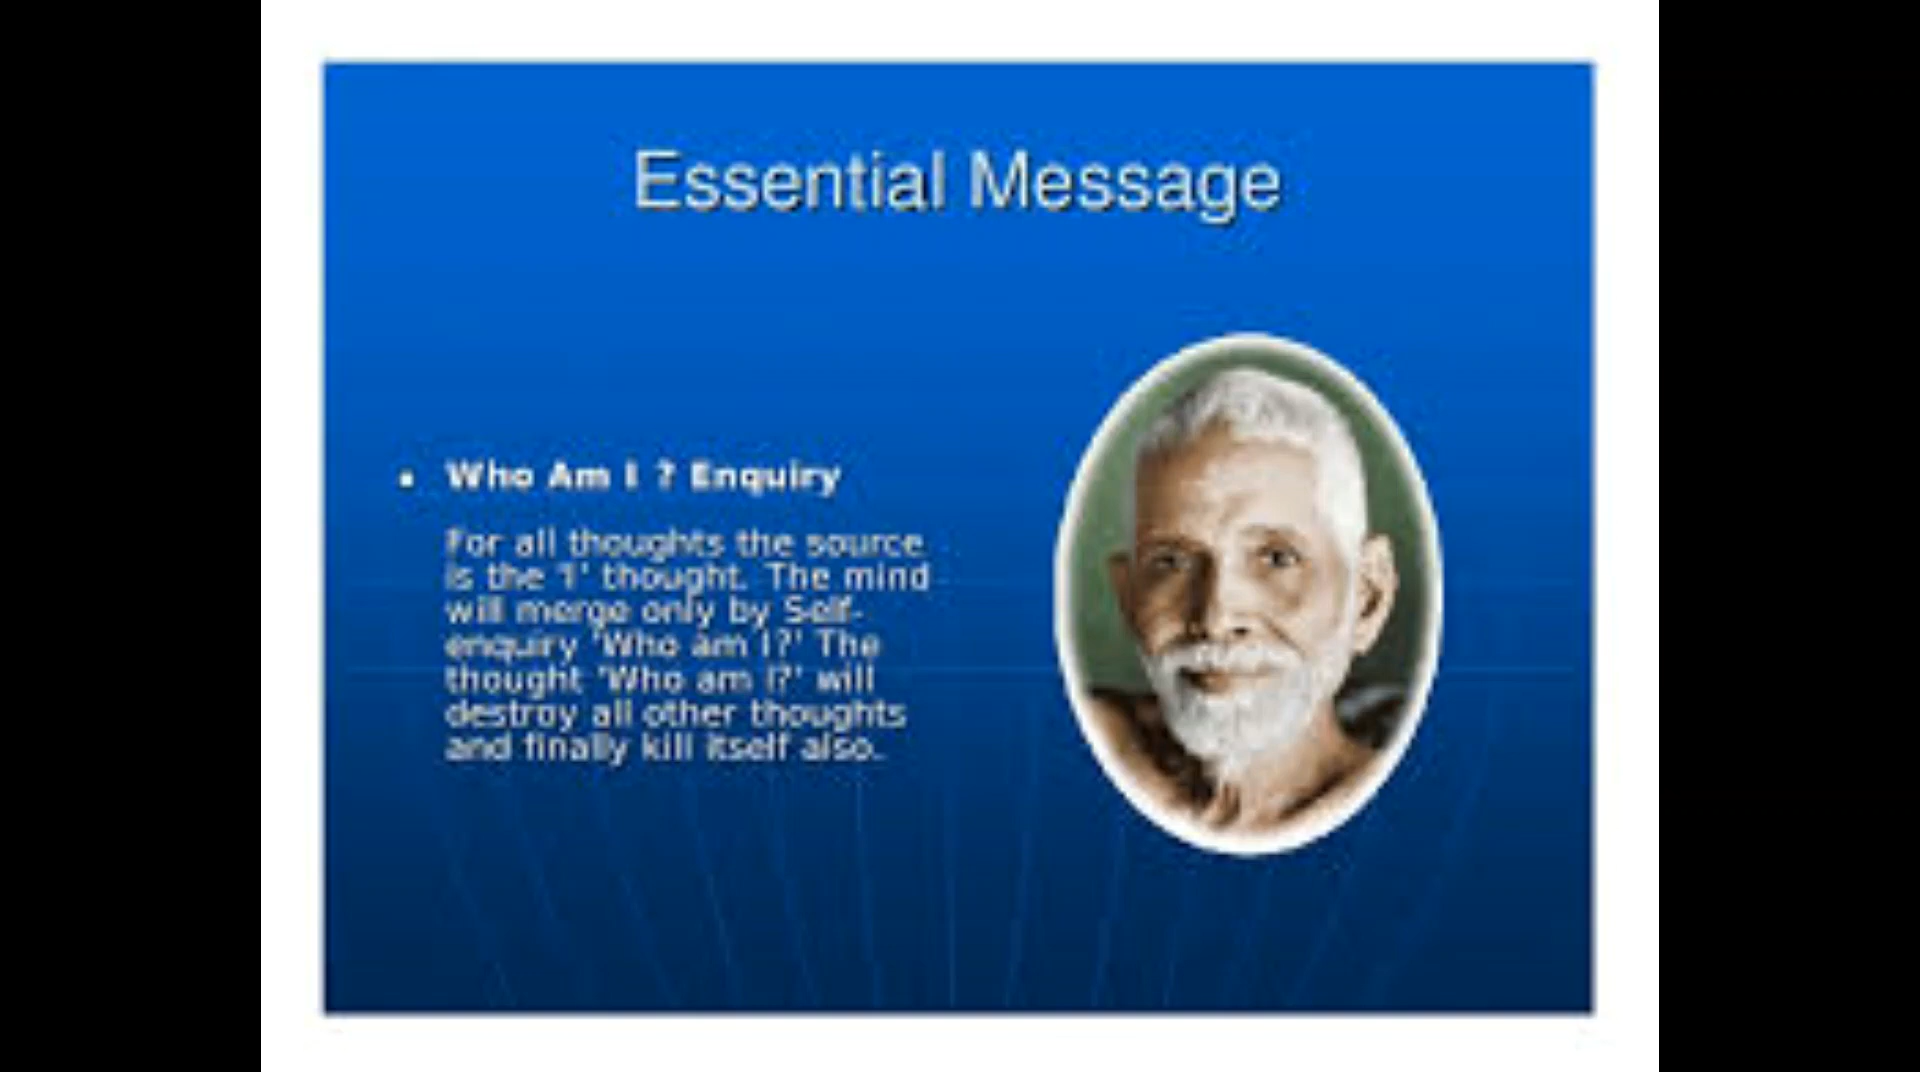 Essential Message
▪ Who Am I ? Enquiry
For all thoughts the source
is the 'I' thought. The mind
will merge only by Self-
enquiry 'Who am I?' The
thought 'Who am I?' will
destroy all other thoughts
and finally kill itself also.